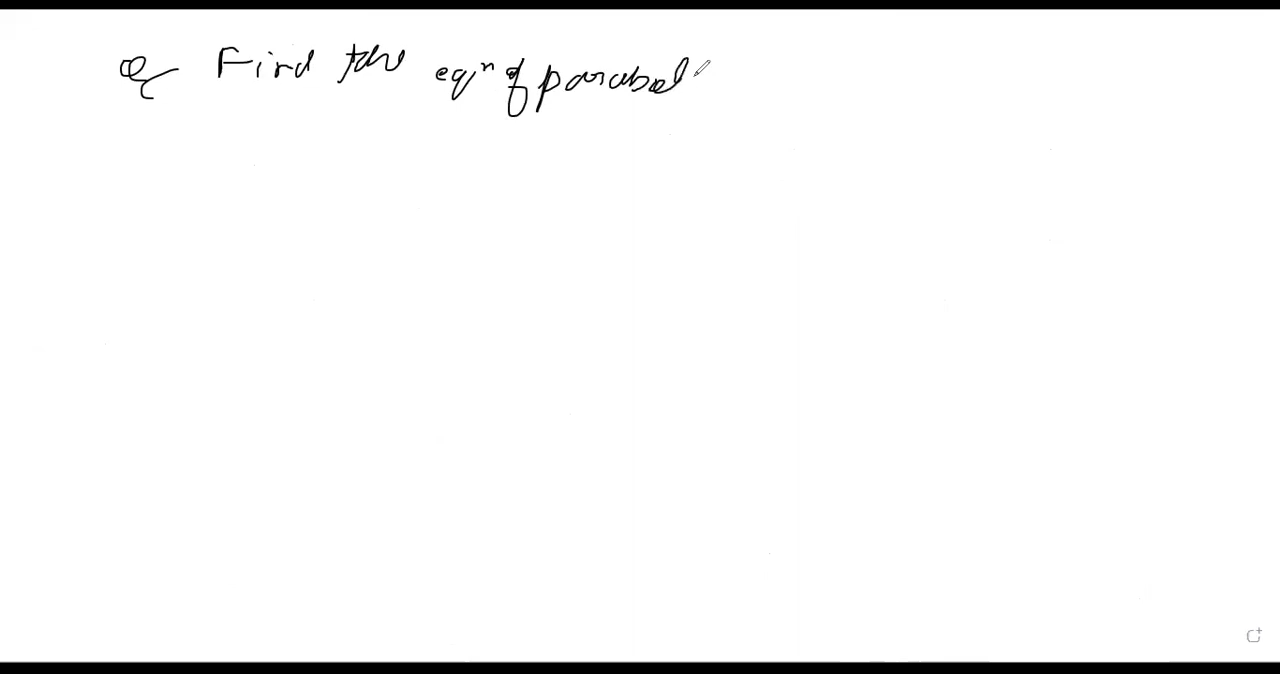 Q Find the eqⁿ of parabol